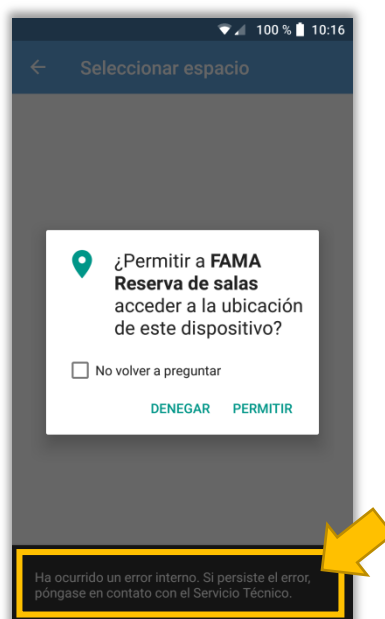 100 % 10:16
Seleccionar espacio
¿Permitir a FAMA
Reserva de salas
acceder a la ubicación
de este dispositivo?
No volver a preguntar
DENEGAR PERMITIR
Ha ocurrido un error interno. Si persiste el error,
póngase en contato con el Servicio Técnico.